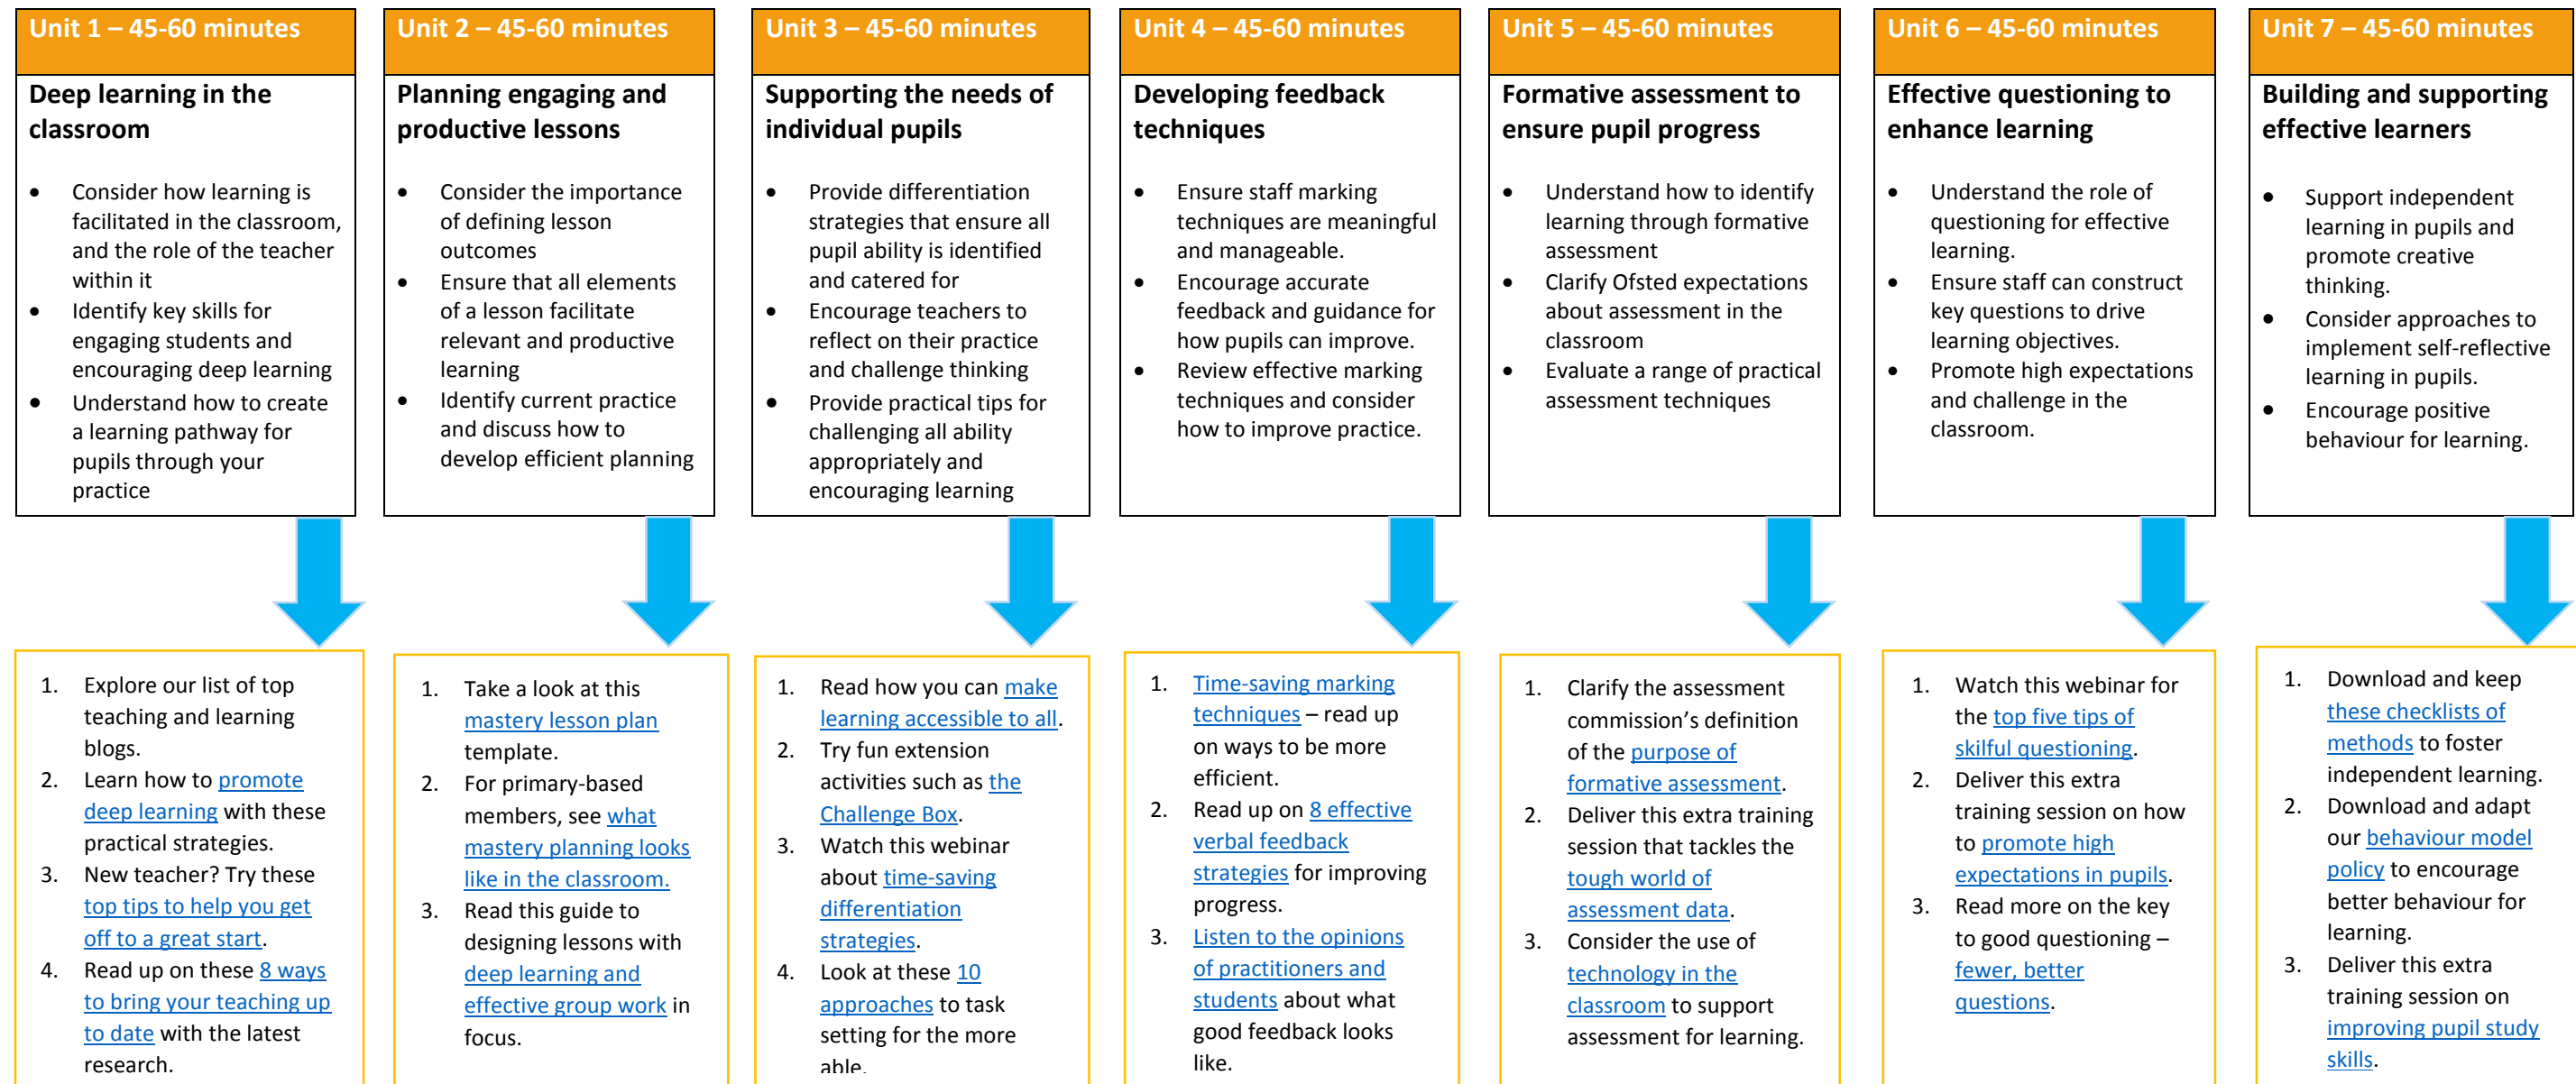 Unit 1 – 45-60 minutes
Deep learning in the
classroom
• Consider how learning is
facilitated in the classroom,
and the role of the teacher
within it
• Identify key skills for
engaging students and
encouraging deep learning
• Understand how to create
a learning pathway for
pupils through your
practice
1. Explore our list of top
teaching and learning
blogs.
2. Learn how to promote
deep learning with these
practical strategies.
3. New teacher? Try these
top tips to help you get
off to a great start.
4. Read up on these 8 ways
to bring your teaching up
to date with the latest
research.
Unit 2 – 45-60 minutes
Planning engaging and
productive lessons
• Consider the importance
of defining lesson
outcomes
• Ensure that all elements
of a lesson facilitate
relevant and productive
learning
• Identify current practice
and discuss how to
develop efficient planning
1. Take a look at this
mastery lesson plan
template.
2. For primary-based
members, see what
mastery planning looks
like in the classroom.
3. Read this guide to
designing lessons with
deep learning and
effective group work in
focus.
Unit 3 – 45-60 minutes
Supporting the needs of
individual pupils
• Provide differentiation
strategies that ensure all
pupil ability is identified
and catered for
• Encourage teachers to
reflect on their practice
and challenge thinking
• Provide practical tips for
challenging all ability
appropriately and
encouraging learning
1. Read how you can make
learning accessible to all.
2. Try fun extension
activities such as the
Challenge Box.
3. Watch this webinar
about time-saving
differentiation
strategies.
4. Look at these 10
approaches to task
setting for the more
able.
Unit 4 – 45-60 minutes
Developing feedback
techniques
• Ensure staff marking
techniques are meaningful
and manageable.
• Encourage accurate
feedback and guidance for
how pupils can improve.
• Review effective marking
techniques and consider
how to improve practice.
1. Time-saving marking
techniques – read up
on ways to be more
efficient.
2. Read up on 8 effective
verbal feedback
strategies for improving
progress.
3. Listen to the opinions
of practitioners and
students about what
good feedback looks
like.
Unit 5 – 45-60 minutes
Formative assessment to
ensure pupil progress
• Understand how to identify
learning through formative
assessment
• Clarify Ofsted expectations
about assessment in the
classroom
• Evaluate a range of practical
assessment techniques
1. Clarify the assessment
commission’s definition
of the purpose of
formative assessment.
2. Deliver this extra training
session that tackles the
tough world of
assessment data.
3. Consider the use of
technology in the
classroom to support
assessment for learning.
Unit 6 – 45-60 minutes
Effective questioning to
enhance learning
• Understand the role of
questioning for effective
learning.
• Ensure staff can construct
key questions to drive
learning objectives.
• Promote high expectations
and challenge in the
classroom.
1. Watch this webinar for
the top five tips of
skilful questioning.
2. Deliver this extra
training session on how
to promote high
expectations in pupils.
3. Read more on the key
to good questioning –
fewer, better
questions.
Unit 7 – 45-60 minutes
Building and supporting
effective learners
• Support independent
learning in pupils and
promote creative
thinking.
• Consider approaches to
implement self-reflective
learning in pupils.
• Encourage positive
behaviour for learning.
1. Download and keep
these checklists of
methods to foster
independent learning.
2. Download and adapt
our behaviour model
policy to encourage
better behaviour for
learning.
3. Deliver this extra
training session on
improving pupil study
skills.